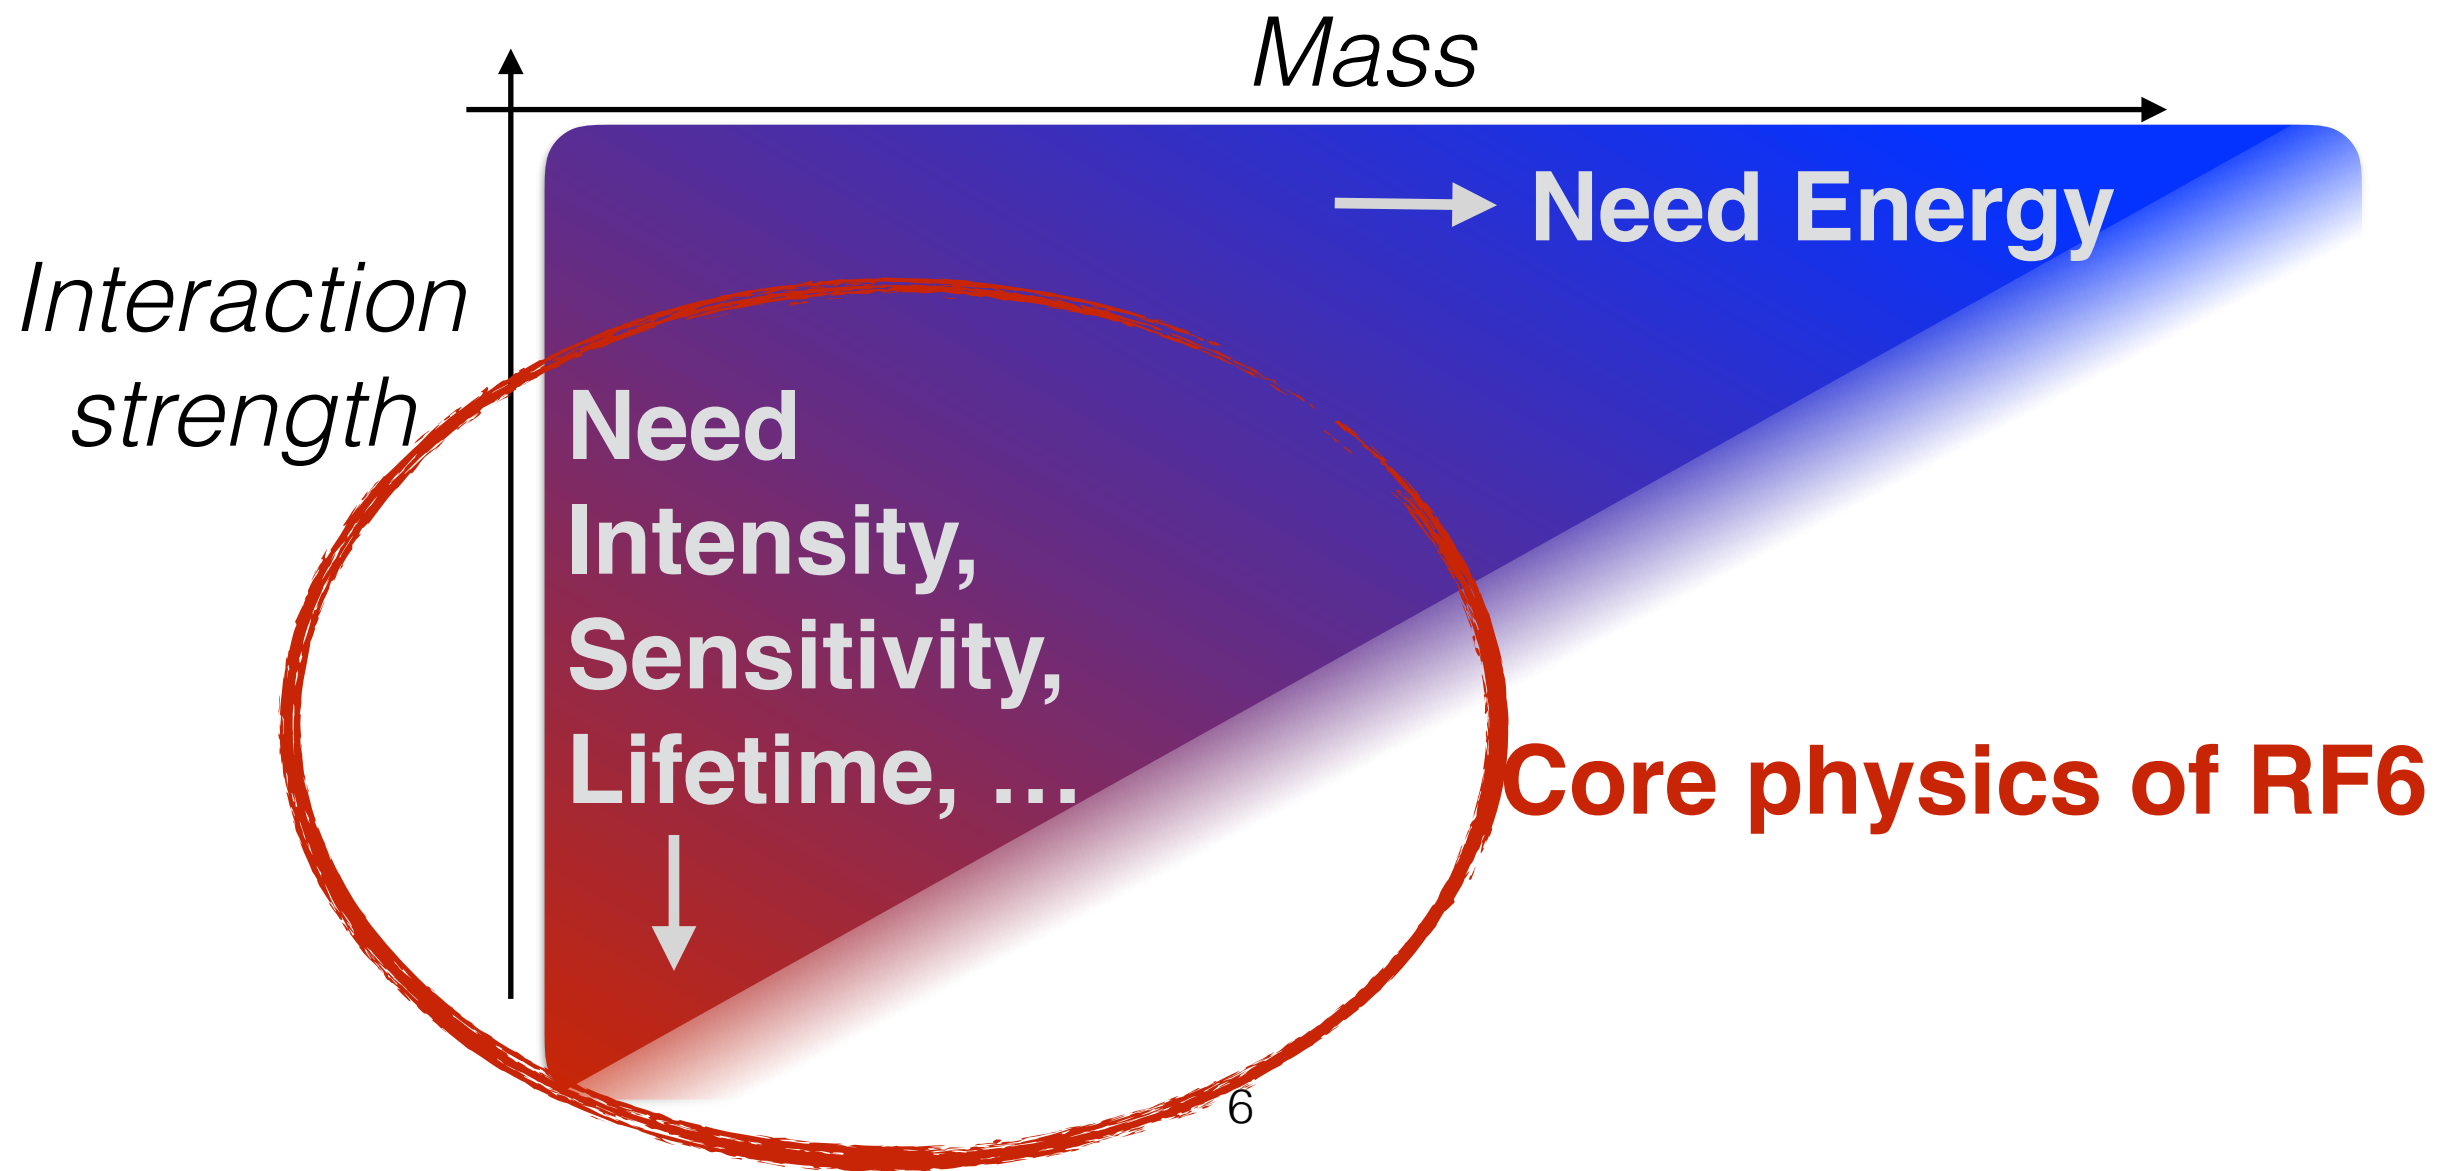 Mass
Need Energy
Interaction
strength
Need
Intensity,
Sensitivity,
Lifetime, ...
Core physics of RF6
6